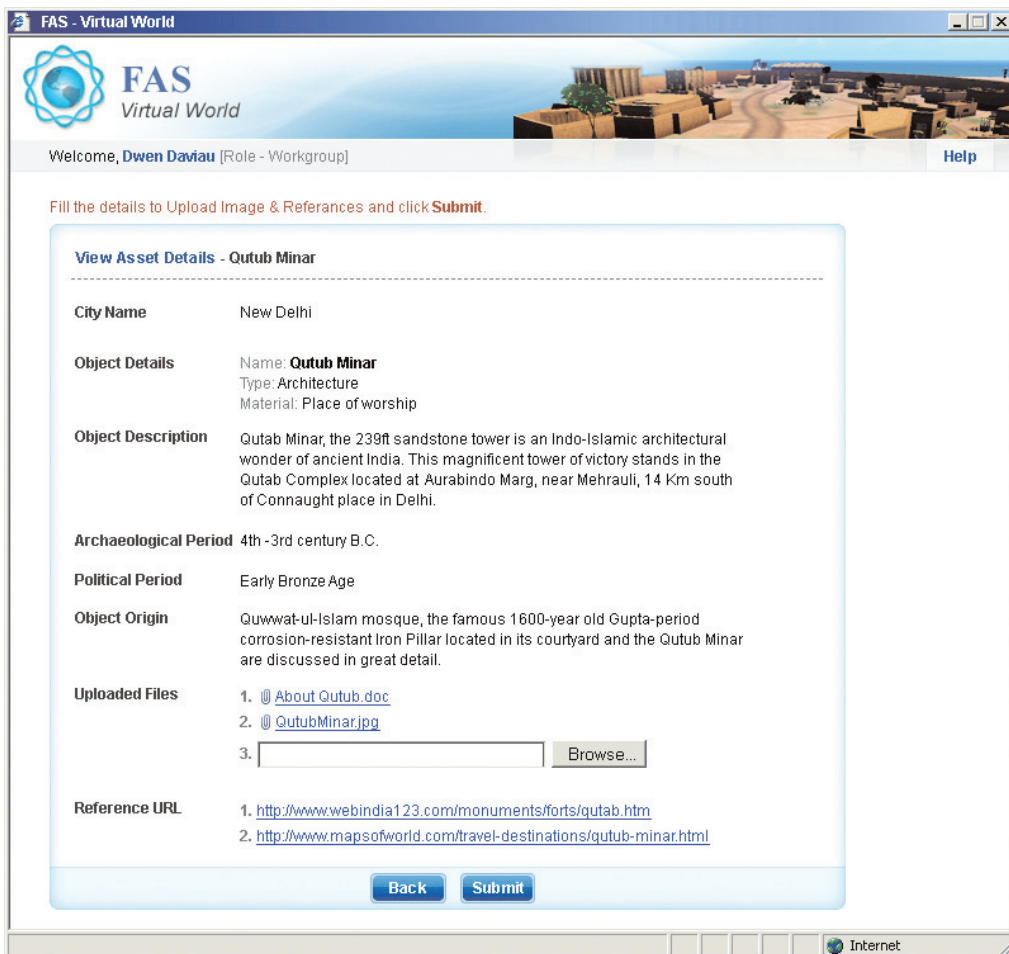 FAS - Virtual World
FAS
Virtual World
Welcome, Dwen Daviau [Role - Workgroup]
Help
Fill the details to Upload Image & Referances and click Submit.
View Asset Details - Qutub Minar
City Name New Delhi
Object Details Name: Qutub Minar
Type: Architecture
Material: Place of worship
Object Description Qutab Minar, the 239ft sandstone tower is an Indo-Islamic architectural
wonder of ancient India. This magnificent tower of victory stands in the
Qutab Complex located at Aurabindo Marg, near Mehrauli, 14 Km south
of Connaught place in Delhi.
Archaeological Period 4th -3rd century B.C.
Political Period Early Bronze Age
Object Origin Quwwat-ul-Islam mosque, the famous 1600-year old Gupta-period
corrosion-resistant Iron Pillar located in its courtyard and the Qutub Minar
are discussed in great detail.
Uploaded Files 1. About Qutub.doc
2. QutubMinar.jpg
3. Browse...
Reference URL 1. http://www.webindia123.com/monuments/forts/qutab.htm
2. http://www.mapsofworld.com/travel-destinations/qutub-minar.html
Back Submit
Internet